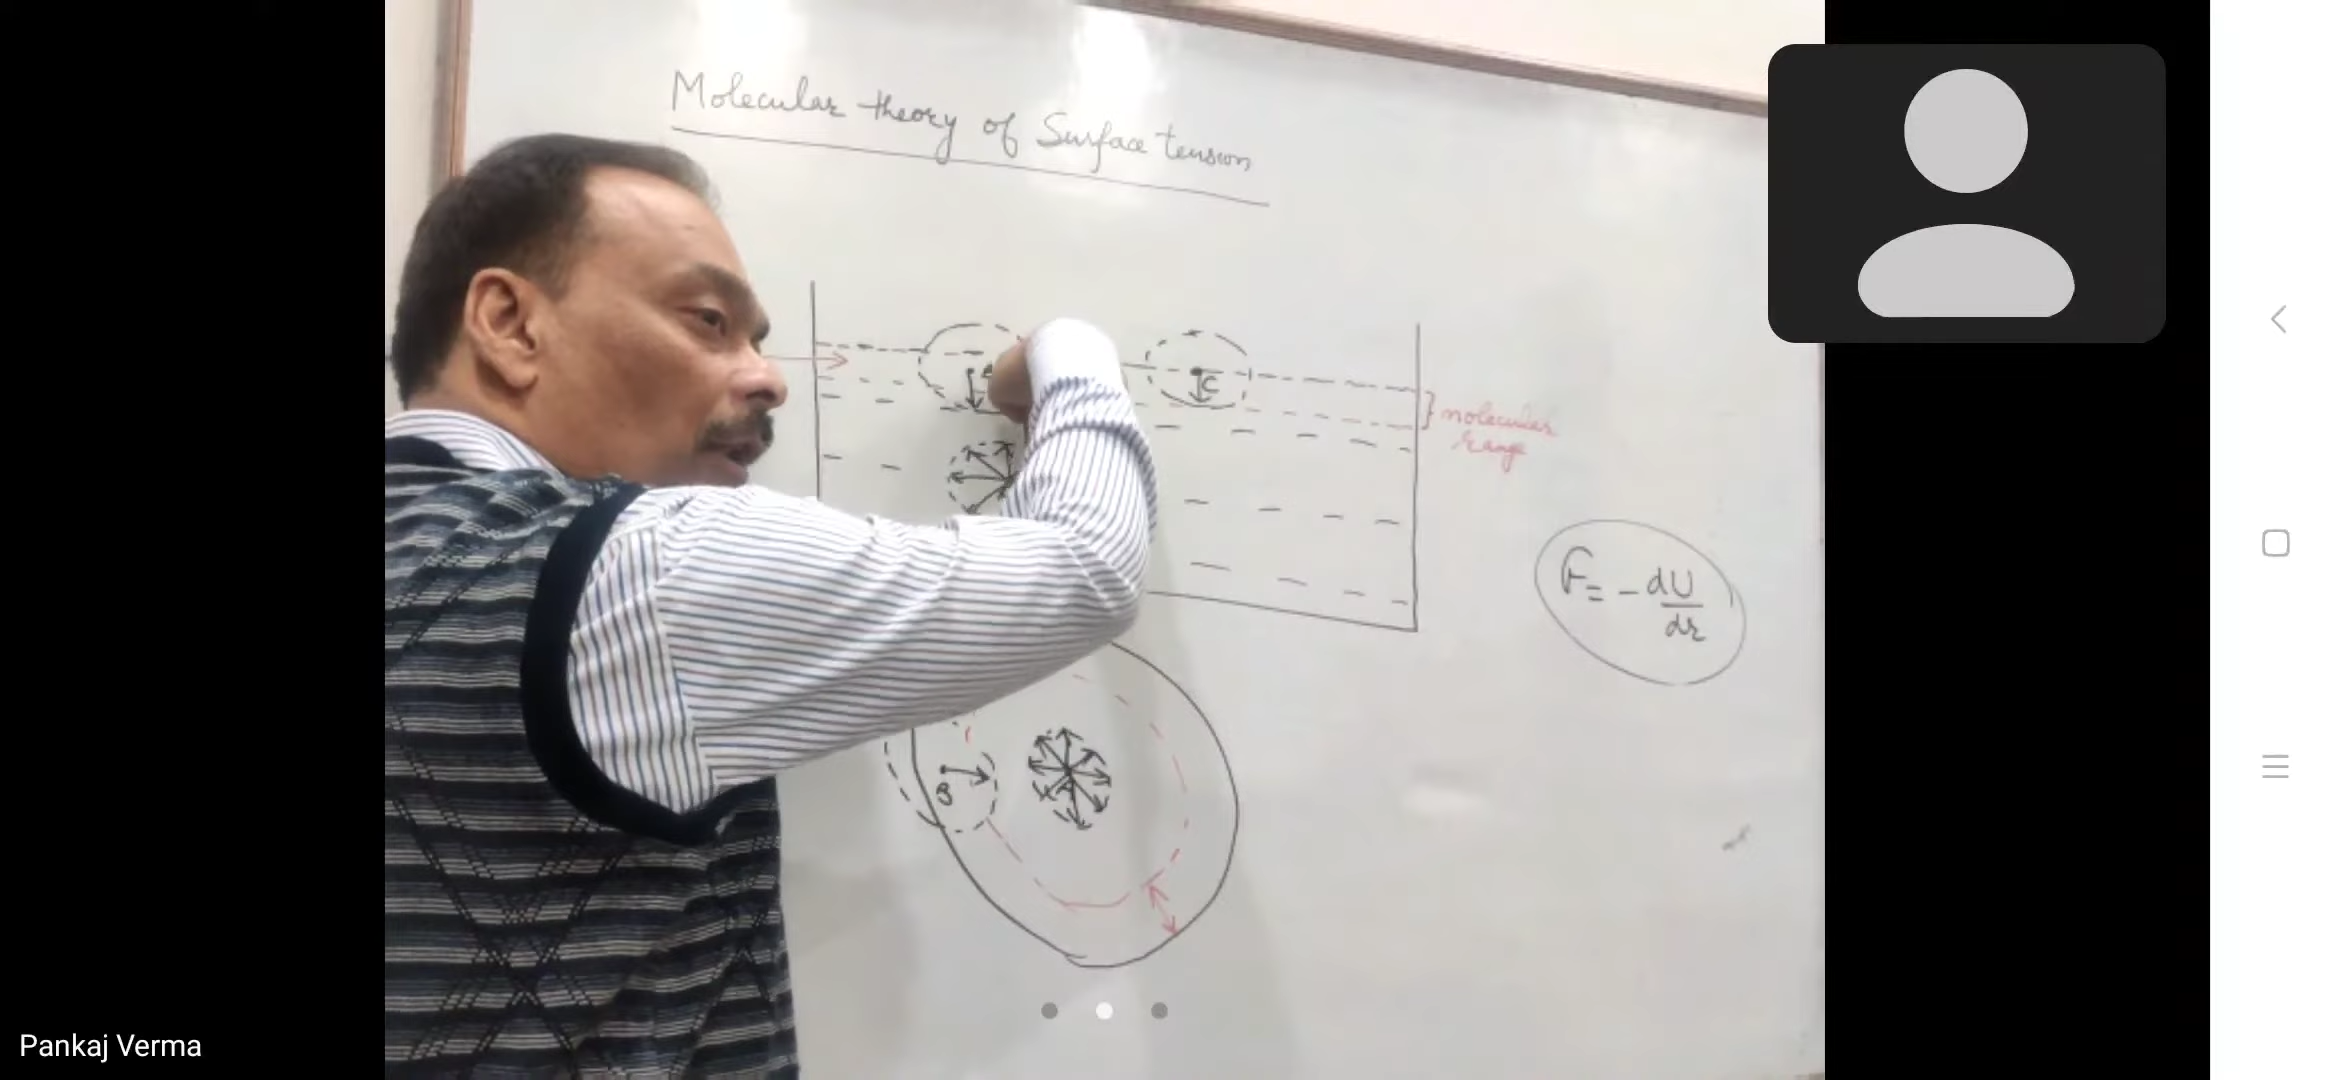 Molecular theory of Surface tension
C
} molecular
range
F = - dU
dr
B
A
Pankaj Verma